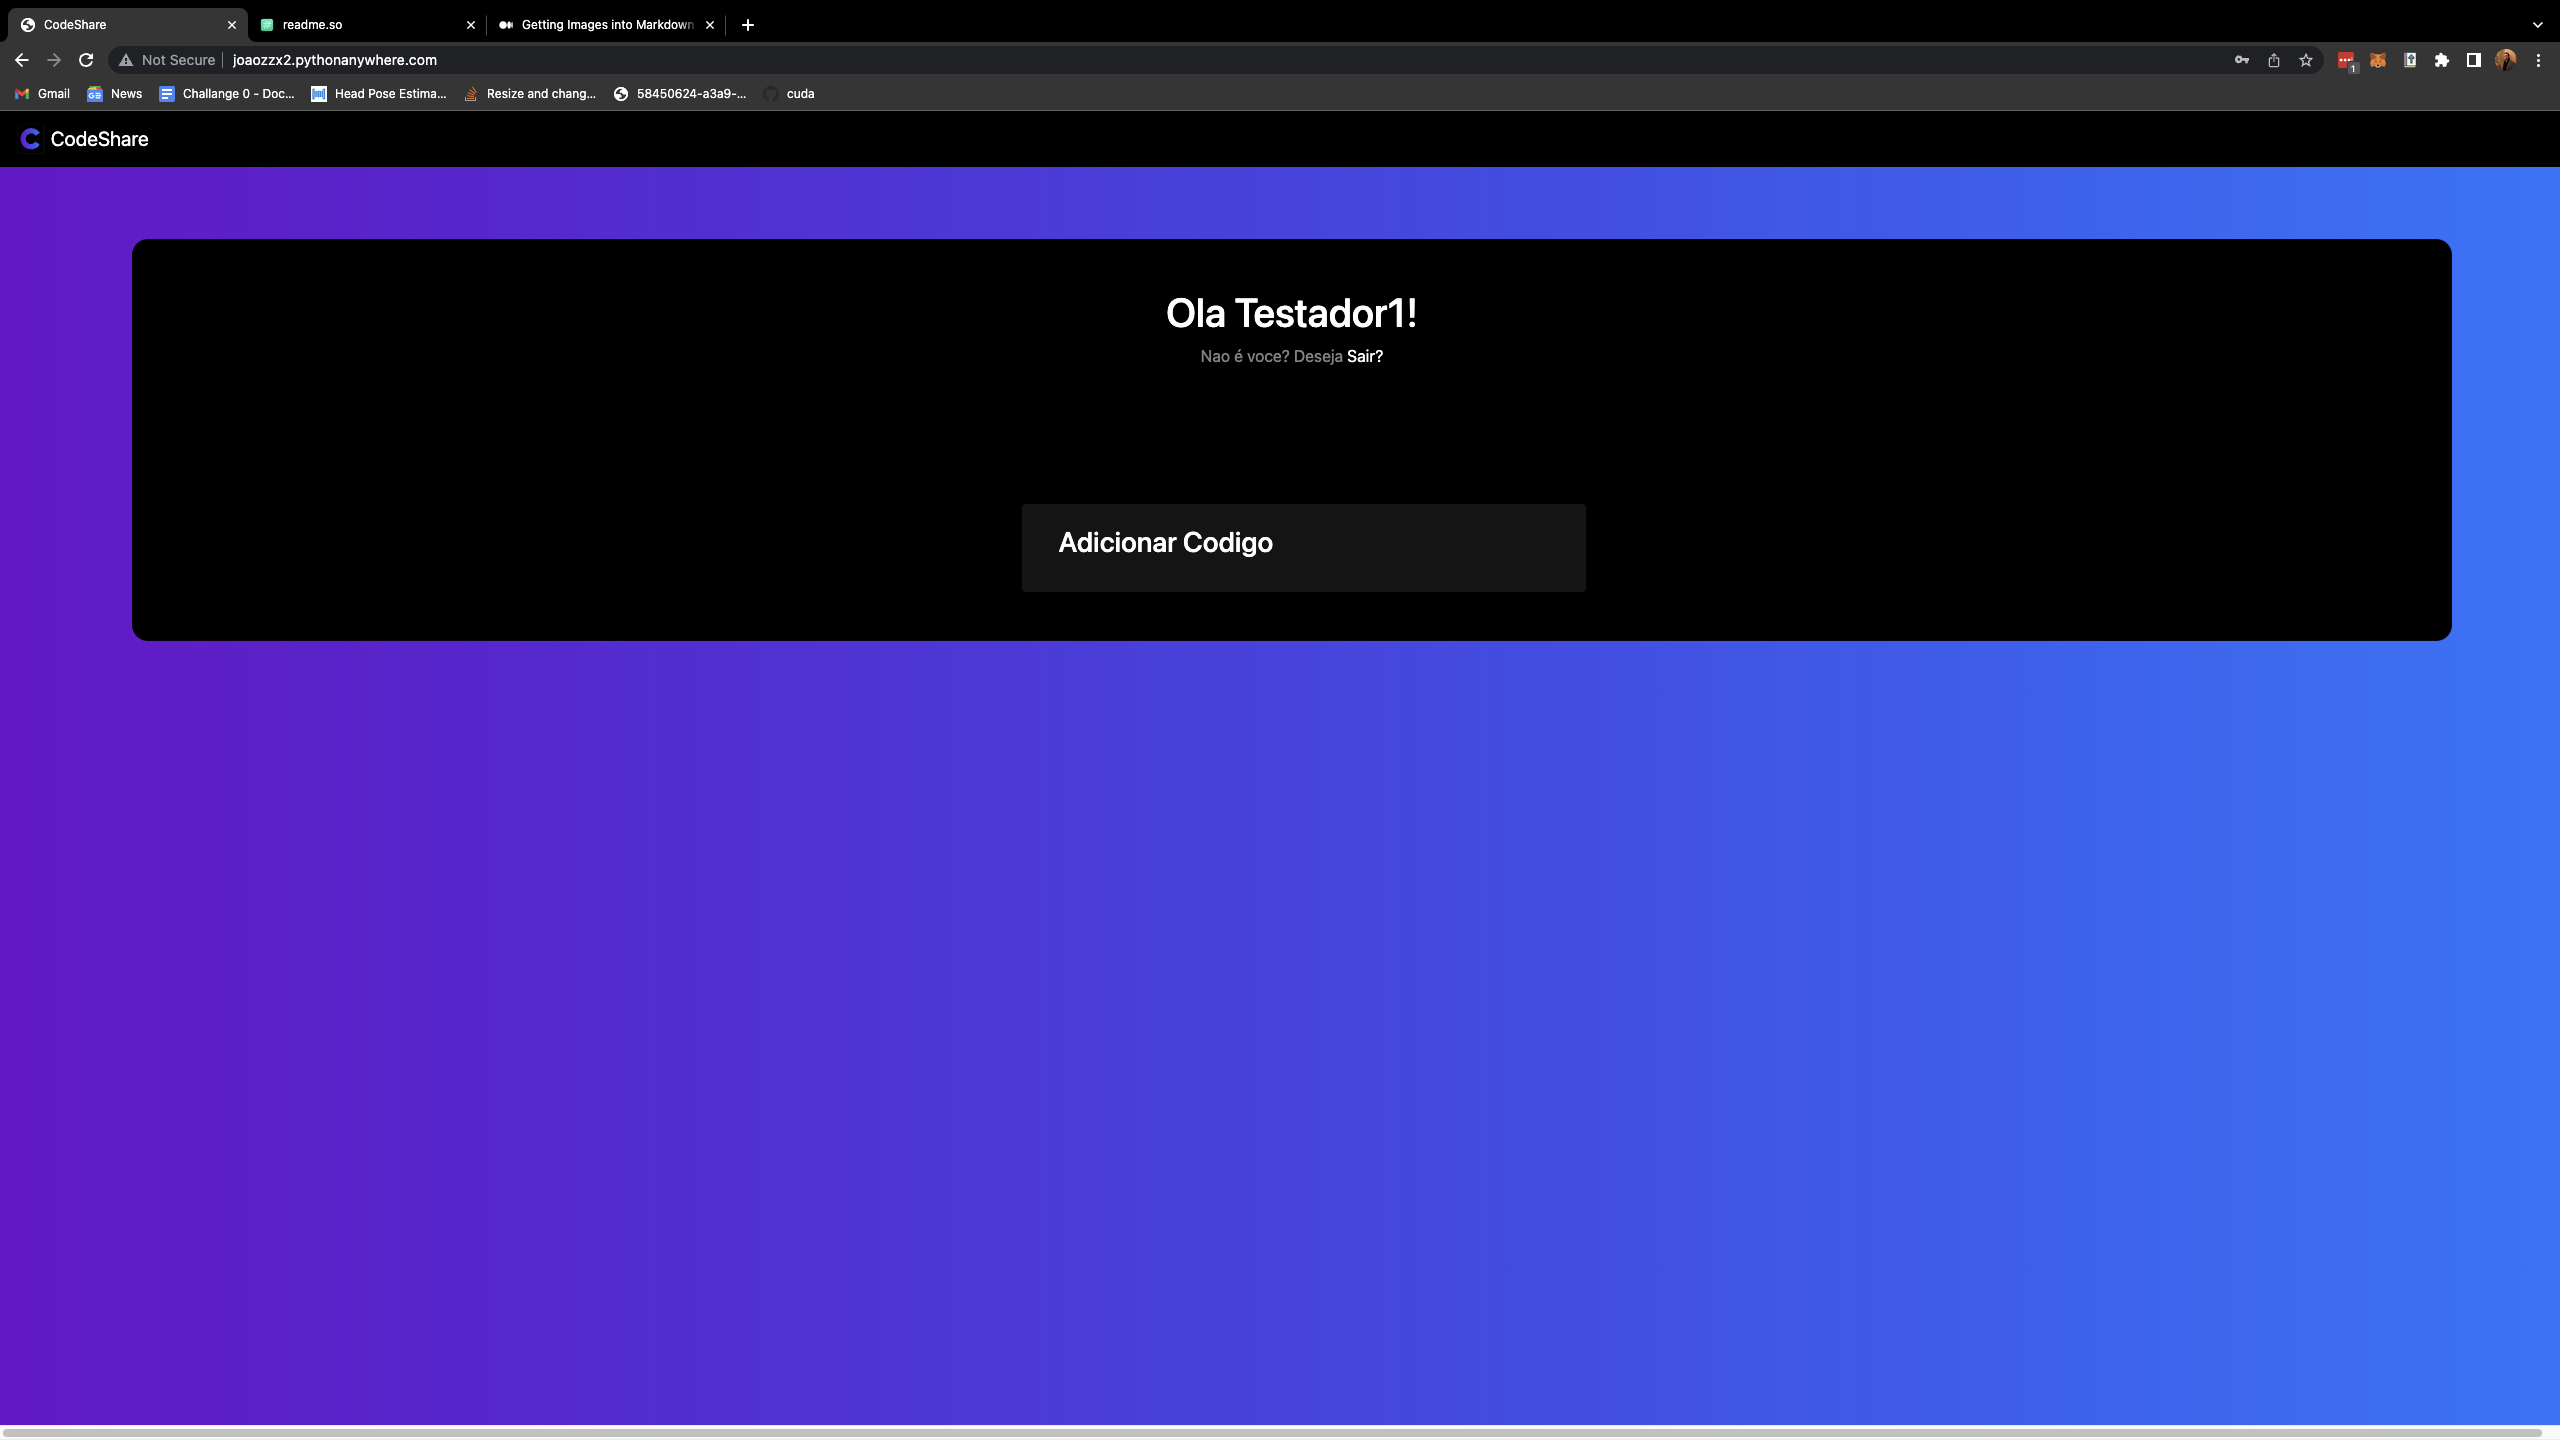 CodeShare
readme.so
Getting Images into Markdown
Not Secure joaozzx2.pythonanywhere.com
1
Gmail News Challange 0 - Doc... Head Pose Estima... Resize and chang... 58450624-a3a9-... cuda
CodeShare
Ola Testador1!
Nao é voce? Deseja Sair?
Adicionar Codigo